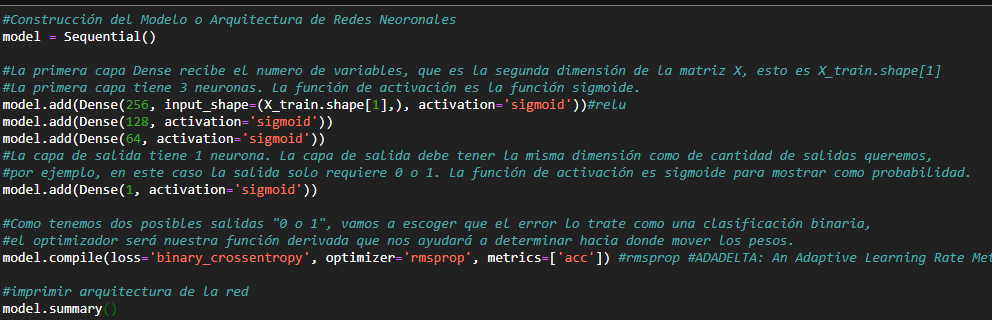 #Construcción del Modelo o Arquitectura de Redes Neoronales
model = Sequential()
#La primera capa Dense recibe el numero de variables, que es la segunda dimensión de la matriz X, esto es X_train.shape[1]
#La primera capa tiene 3 neuronas. La función de activación es la función sigmoide.
model.add(Dense(256, input_shape=(X_train.shape[1],), activation='sigmoid'))#relu
model.add(Dense(128, activation='sigmoid'))
model.add(Dense(64, activation='sigmoid'))
#La capa de salida tiene 1 neurona. La capa de salida debe tener la misma dimensión como de cantidad de salidas queremos,
#por ejemplo, en este caso la salida solo requiere 0 o 1. La función de activación es sigmoide para mostrar como probabilidad.
model.add(Dense(1, activation='sigmoid'))
#Como tenemos dos posibles salidas "0 o 1", vamos a escoger que el error lo trate como una clasificación binaria,
#el optimizador será nuestra función derivada que nos ayudará a determinar hacia donde mover los pesos.
model.compile(loss='binary_crossentropy', optimizer='rmsprop', metrics=['acc']) #rmsprop #ADADELTA: An Adaptive Learning Rate Met
#imprimir arquitectura de la red
model.summary()